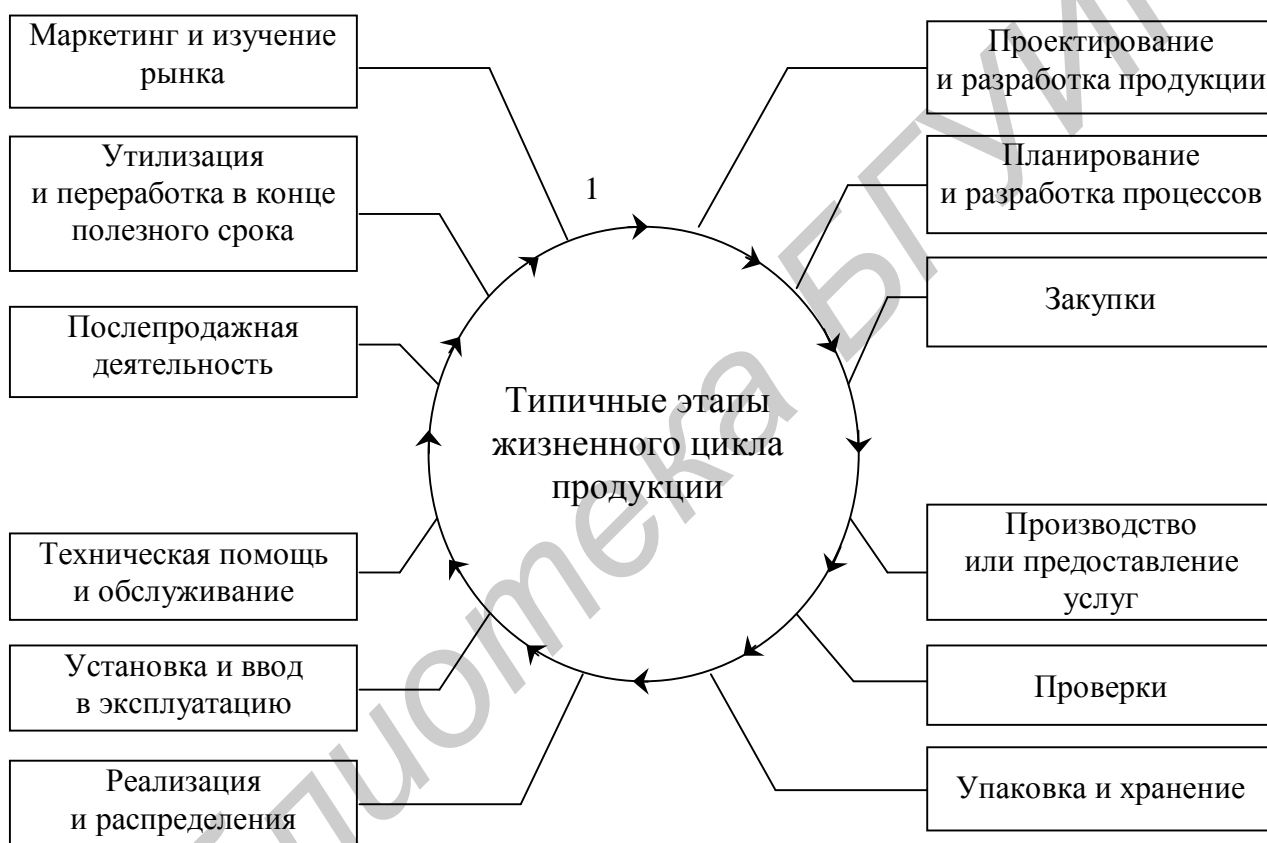 Маркетинг и изучение
рынка
Утилизация
и переработка в конце
полезного срока
Послепродажная
деятельность
Техническая помощь
и обслуживание
Установка и ввод
в эксплуатацию
Реализация
и распределения
1
Типичные этапы
жизненного цикла
продукции
Проектирование
и разработка продукции
Планирование
и разработка процессов
Закупки
Производство
или предоставление
услуг
Проверки
Упаковка и хранение